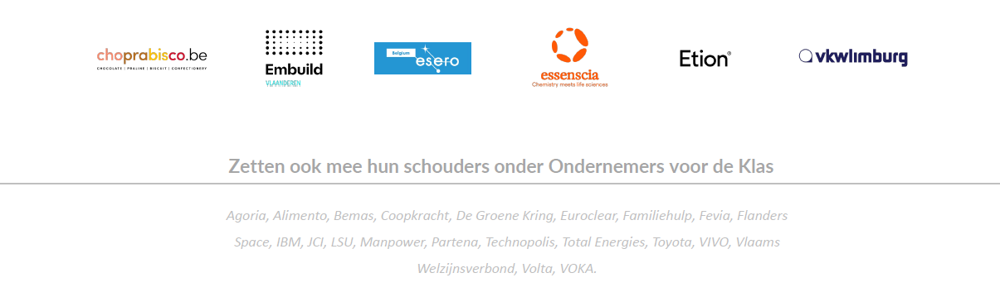 choprabisco.be
CHOCOLATE | PRALINE | BISCUIT | CONFECTIONERY
Embuild
VLAANDEREN
Belgium
esero
essenscia
Chemistry meets life sciences
Etion®
vkwlimburg
Zetten ook mee hun schouders onder Ondernemers voor de Klas
Agoria, Alimento, Bemas, Coopkracht, De Groene Kring, Euroclear, Familiehulp, Fevia, Flanders
Space, IBM, JCI, LSU, Manpower, Partena, Technopolis, Total Energies, Toyota, VIVO, Vlaams
Welzijnsverbond, Volta, VOKA.